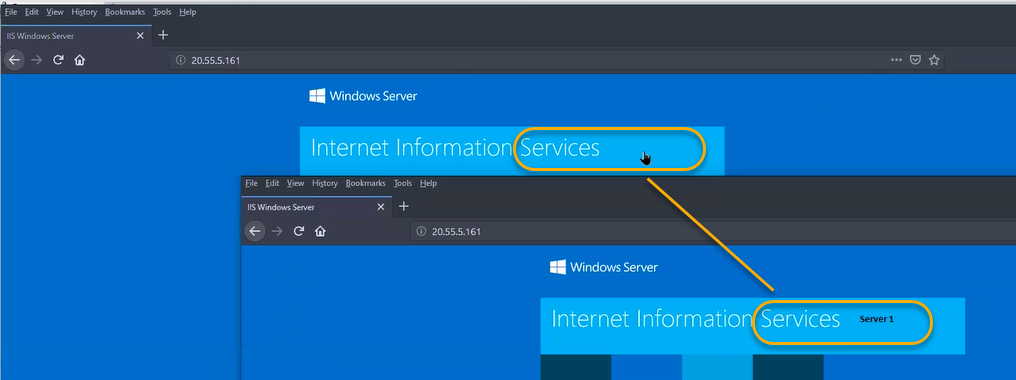 File Edit View History Bookmarks Tools Help
IIS Windows Server
20.55.5.161
Windows Server
Internet Information Services
File Edit View History Bookmarks Tools Help
IIS Windows Server
20.55.5.161
Windows Server
Internet Information Services Server 1